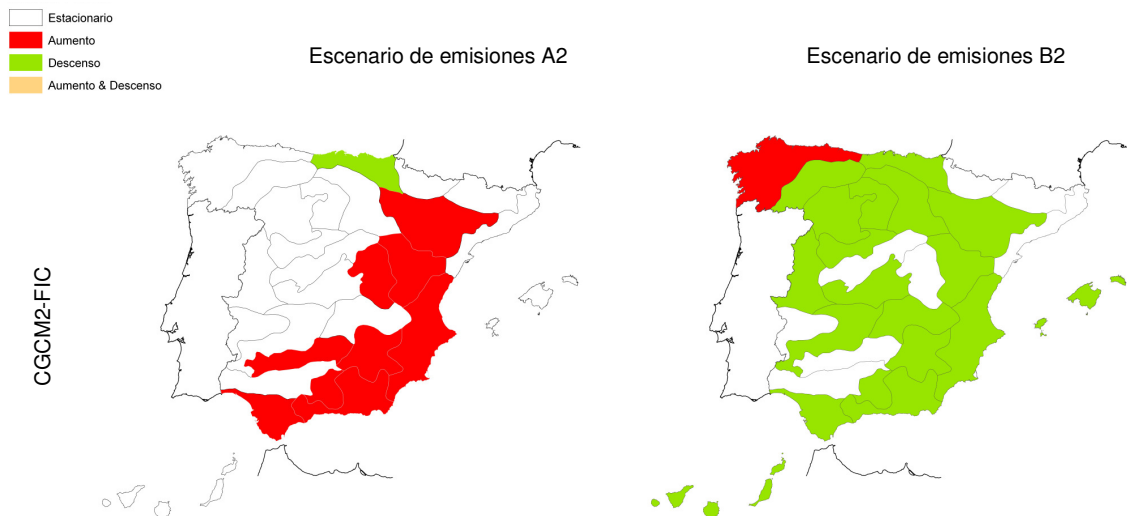 Estacionario
Aumento
Descenso
Aumento & Descenso
Escenario de emisiones A2
Escenario de emisiones B2
CGCM2-FIC